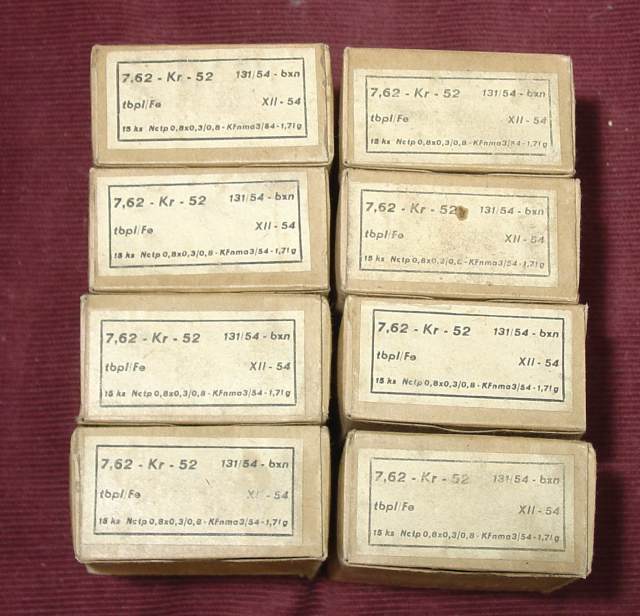 7,62 - Kr - 52 131/54 - bxn
tbpl/Fe XII - 54
15 ks Nctp 0,8x0,3/0,8 - KFnma3/54-1,71g
7,62 - Kr - 52 131/54 - bxn
tbpl/Fe XII - 54
15 ks Nctp 0,8x0,3/0,8 - KFnma3/54-1,71g
7,62 - Kr - 52 131/54 - bxn
tbpl/Fe XII - 54
15 ks Nctp 0,8x0,3/0,8 - KFnma3/54-1,71g
7,62 - Kr - 52 131/54 - bxn
tbpl/Fe XII - 54
15 ks Nctp 0,8x0,3/0,8 - KFnma3/54-1,71g
7,62 - Kr - 52 131/54 - bxn
tbpl/Fe XII - 54
15 ks Nctp 0,8x0,3/0,8 - KFnma3/54-1,71g
7,62 - Kr - 52 131/54 - bxn
tbpl/Fe XII - 54
15 ks Nctp 0,8x0,3/0,8 - KFnma3/54-1,71g
7,62 - Kr - 52 131/54 - bxn
tbpl/Fe XII - 54
15 ks Nctp 0,8x0,3/0,8 - KFnma3/54-1,71g
7,62 - Kr - 52 131/54 - bxn
tbpl/Fe XII - 54
15 ks Nctp 0,8x0,3/0,8 - KFnma3/54-1,71g